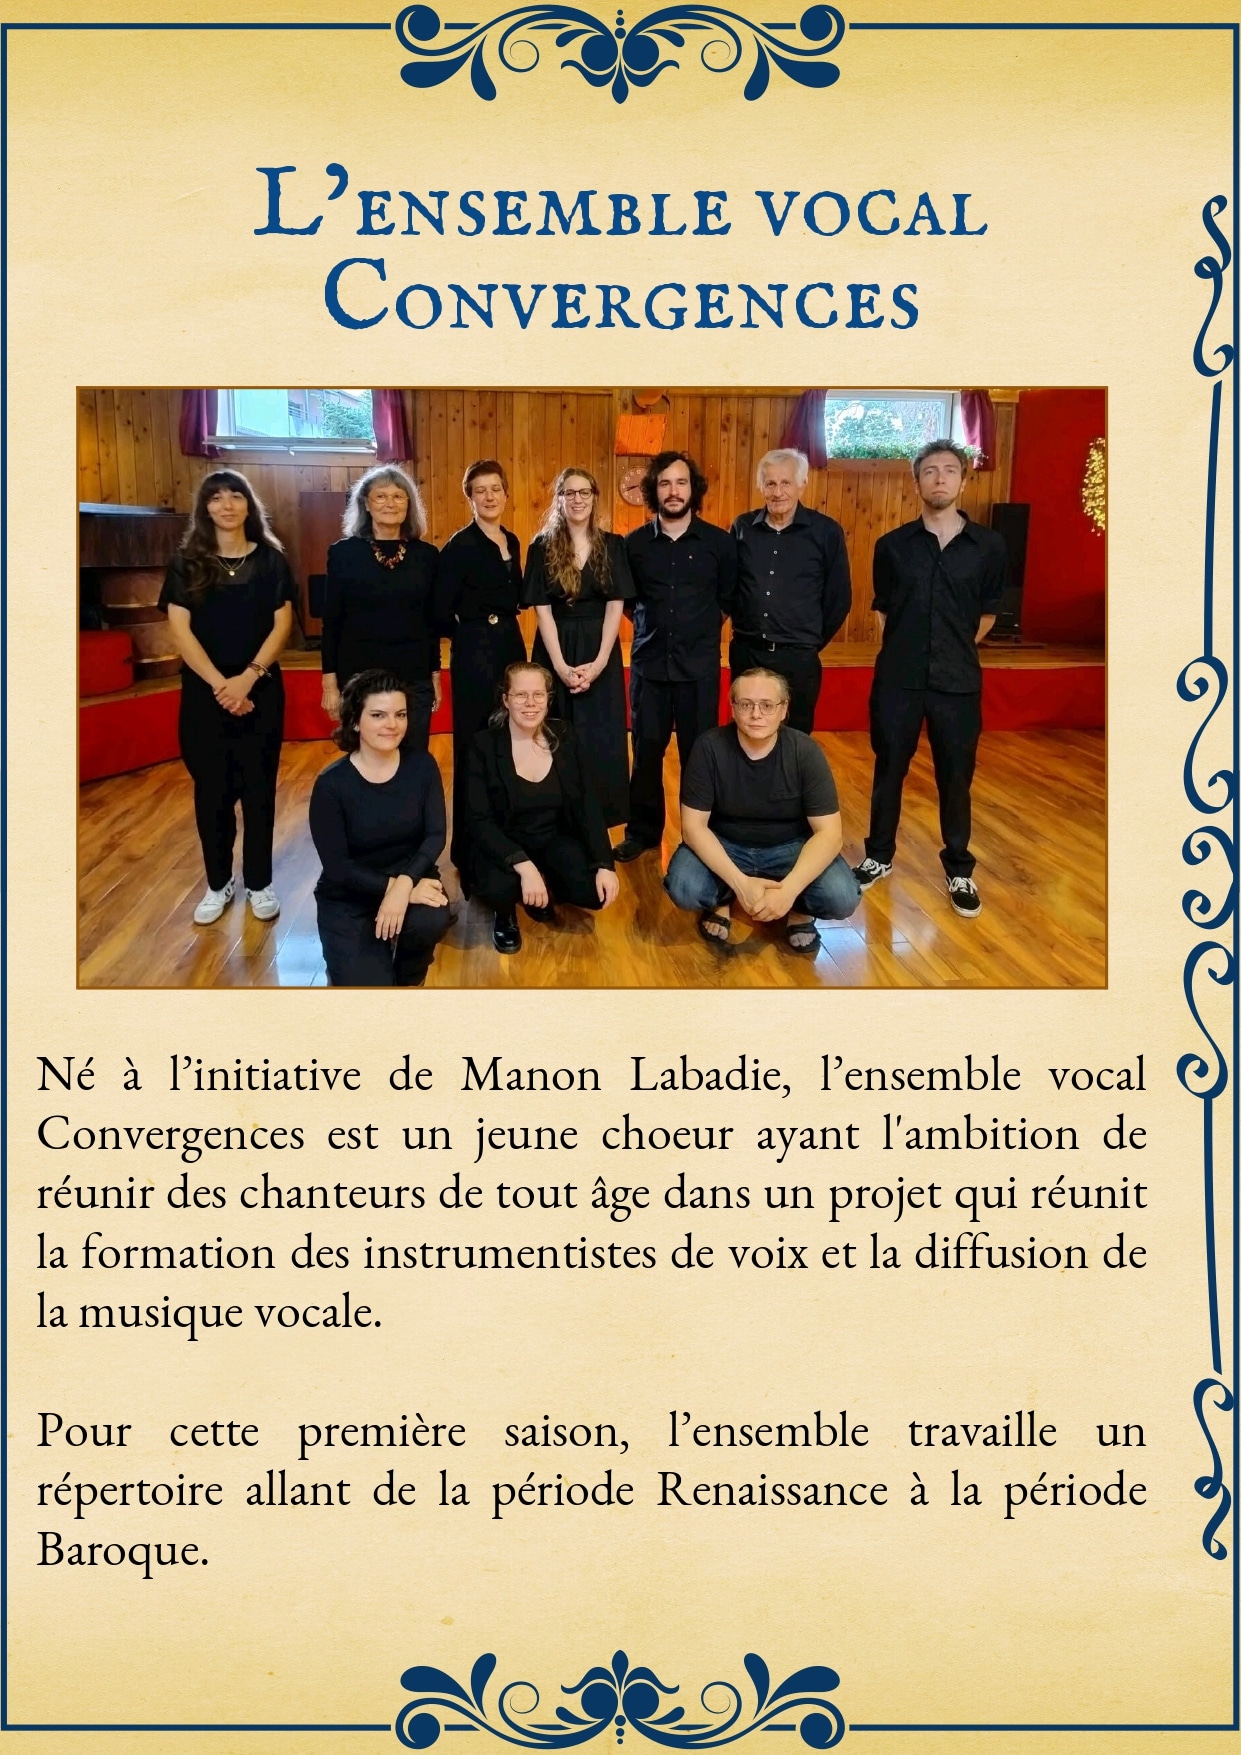 L’ensemble vocal
Convergences
Né à l’initiative de Manon Labadie, l’ensemble vocal
Convergences est un jeune choeur ayant l'ambition de
réunir des chanteurs de tout âge dans un projet qui réunit
la formation des instrumentistes de voix et la diffusion de
la musique vocale.
Pour cette première saison, l’ensemble travaille un
répertoire allant de la période Renaissance à la période
Baroque.